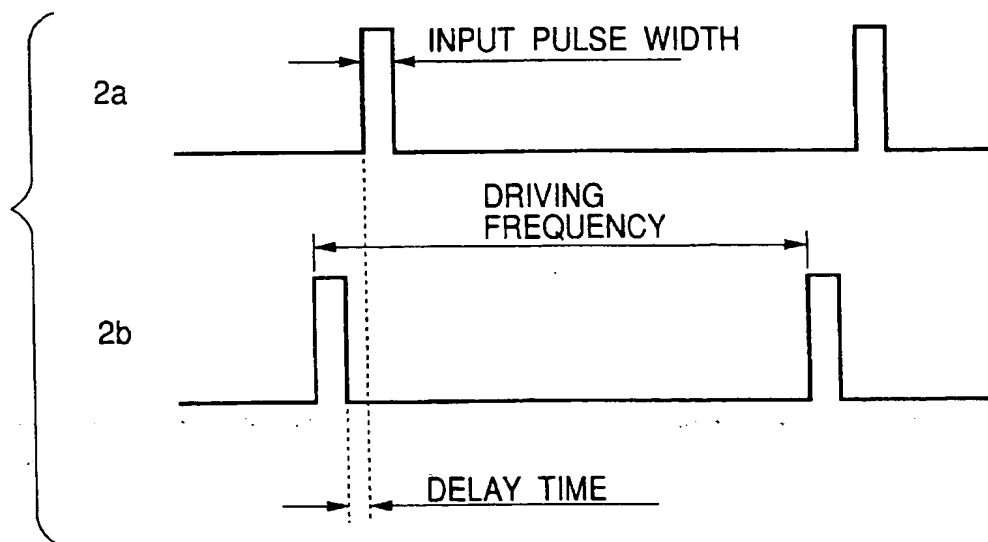 INPUT PULSE WIDTH
2a
DRIVING
FREQUENCY
2b
DELAY TIME